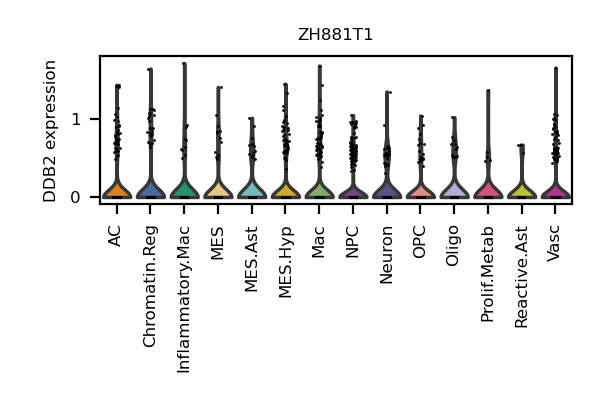 ZH881T1
DDB2 expression
1
0
AC
Chromatin.Reg
Inflammatory.Mac
MES
MES.Ast
MES.Hyp
Mac
NPC
Neuron
OPC
Oligo
Prolif.Metab
Reactive.Ast
Vasc